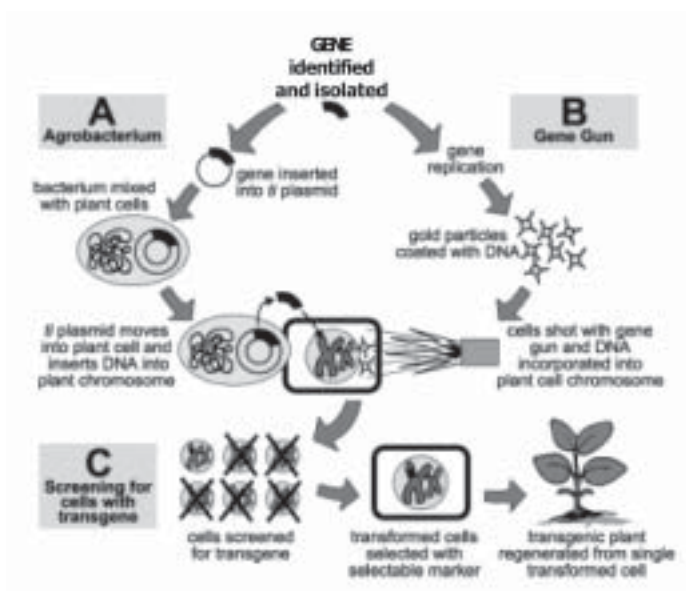 GENE
identified
and isolated
A
Agrobacterium
B
Gene Gun
gene inserted
into ti plasmid
gene
replication
bacterium mixed
with plant cells
gold particles
coated with DNA
ti plasmid moves
into plant cell and
inserts DNA into
plant chromosome
cells shot with gene
gun and DNA
incorporated into
plant cell chromosome
C
Screening for
cells with
transgene
cells screened
for transgene
transformed cells
selected with
selectable marker
transgenic plant
regenerated from single
transformed cell